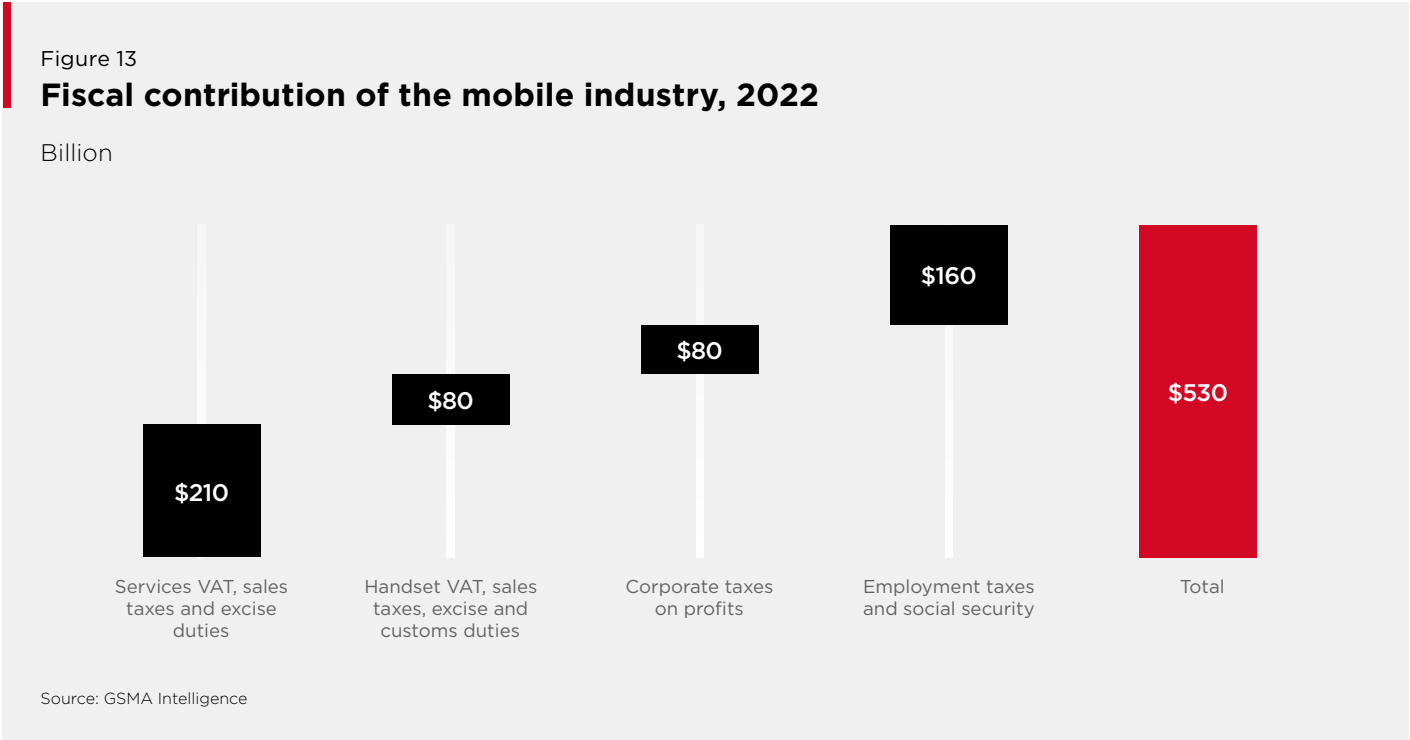 Figure 13
Fiscal contribution of the mobile industry, 2022
Billion
$210
$80
$80
$160
$530
Services VAT, sales
taxes and excise
duties
Handset VAT, sales
taxes, excise and
customs duties
Corporate taxes
on profits
Employment taxes
and social security
Total
Source: GSMA Intelligence